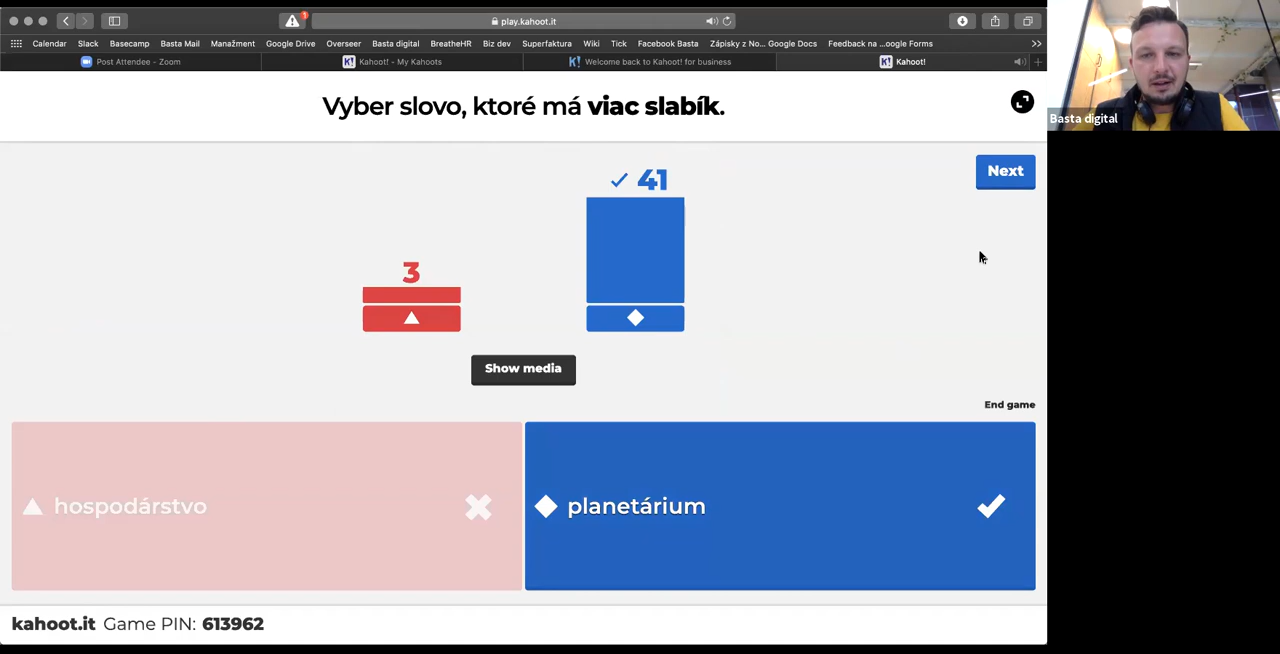 1
play.kahoot.it
Calendar Slack Basecamp Basta Mail Manažment Google Drive Overseer Basta digital BreatheHR Biz dev Superfaktura Wiki Tick Facebook Basta Zápisky z No... Google Docs Feedback na ...oogle Forms
Post Attendee - Zoom K! Kahoot! - My Kahoots K! Welcome back to Kahoot! for business K! Kahoot!
Vyber slovo, ktoré má viac slabík.
Basta digital
Next
41
3
Show media
End game
hospodárstvo
planetárium
kahoot.it Game PIN: 613962